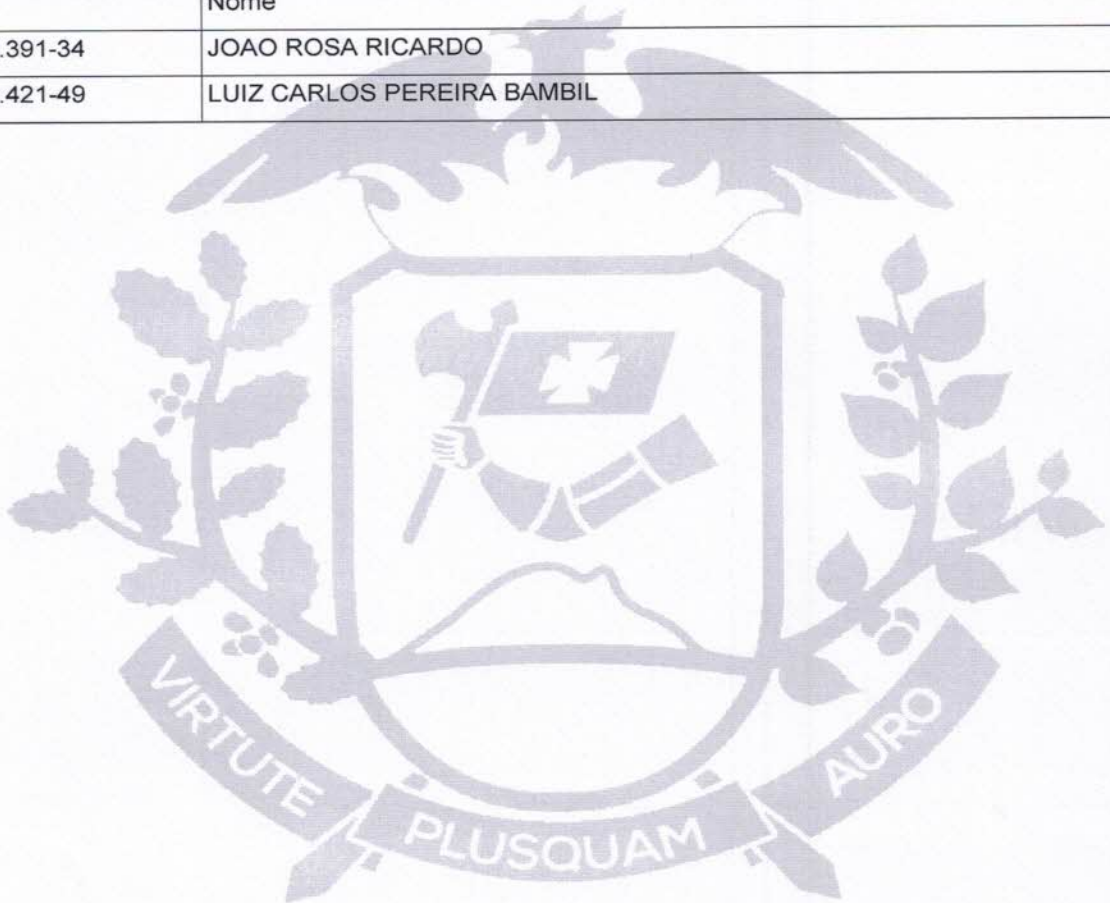 Nome
.391-34 JOAO ROSA RICARDO
.421-49 LUIZ CARLOS PEREIRA BAMBIL
VIRTUTE PLUSQUAM AURO